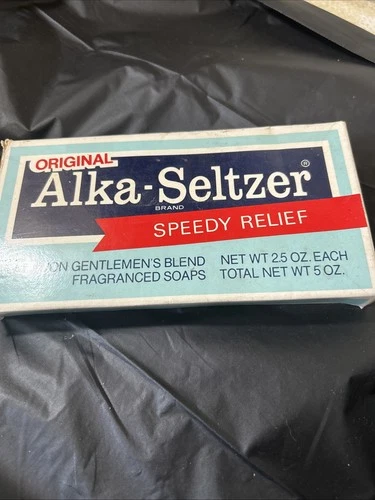 ORIGINAL
Alka-Seltzer®
BRAND
SPEEDY RELIEF
GENTLEMEN'S BLEND NET WT 2.5 OZ. EACH
FRAGRANCED SOAPS TOTAL NET WT 5 OZ.